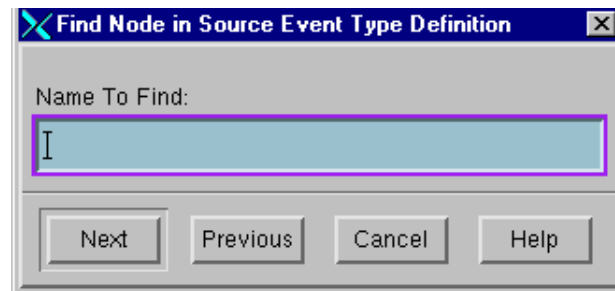 Find Node in Source Event Type Definition
Name To Find:
Next Previous Cancel Help